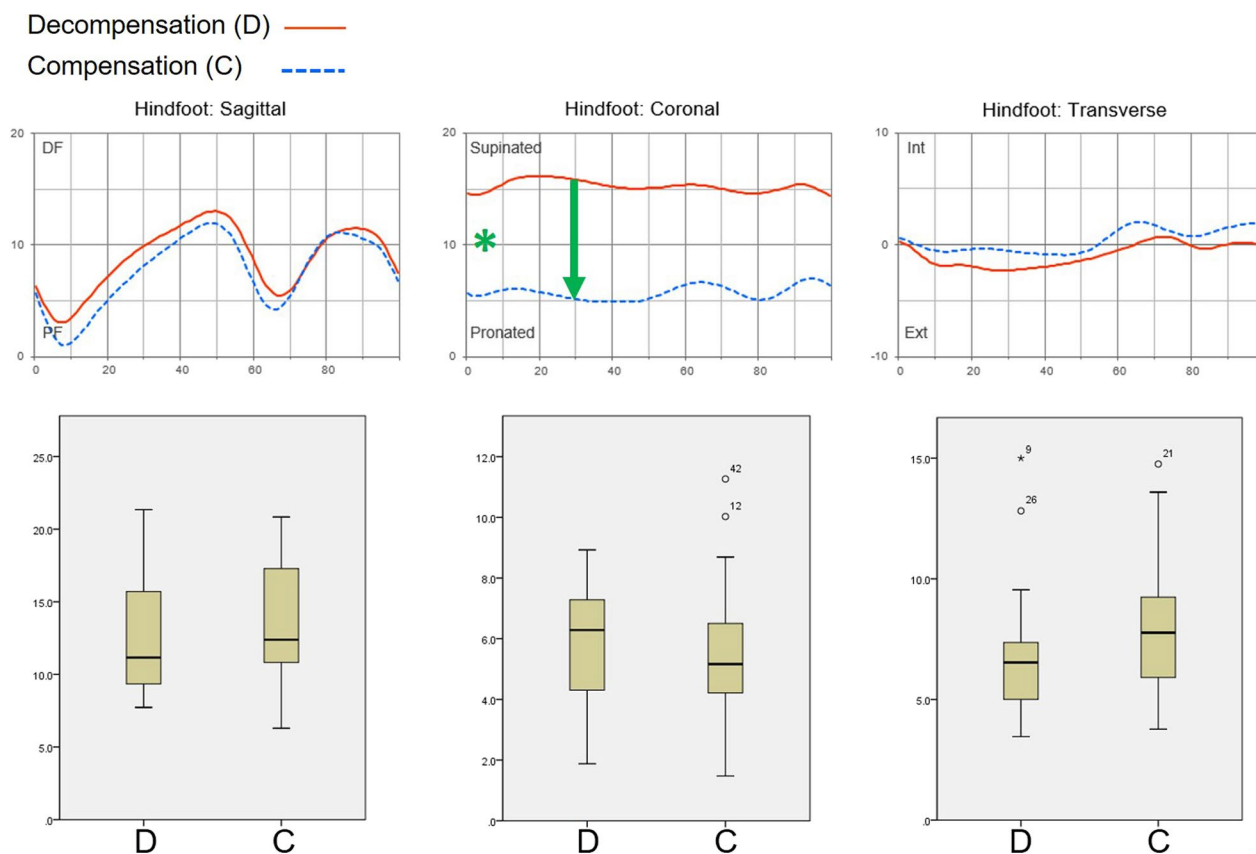 Decompensation (D)
Compensation (C)
Hindfoot: Sagittal
20
DF
10
PF
0
0 20 40 60 80
Hindfoot: Coronal
20
Supinated
*
10
Pronated
0
0 20 40 60 80
Hindfoot: Transverse
10
Int
0
Ext
-10
0 20 40 60 80
25.0
20.0
15.0
10.0
5.0
.0
D C
12.0
10.0
8.0
6.0
4.0
2.0
.0
42
12
D C
15.0
10.0
5.0
.0
*9
26
21
D C